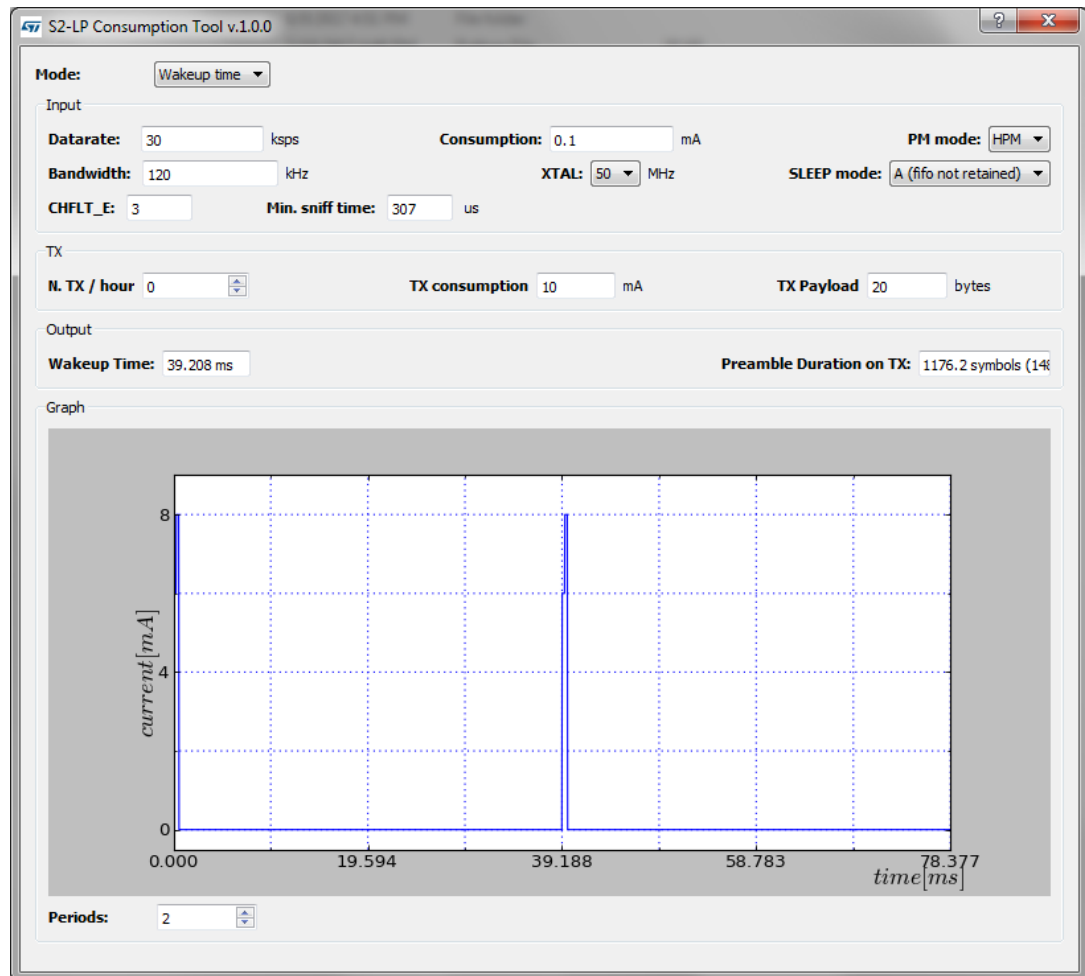 S2-LP Consumption Tool v.1.0.0
Mode: Wakeup time
Input
Datarate: 30 ksps Consumption: 0.1 mA PM mode: HPM
Bandwidth: 120 kHz XTAL: 50 MHz SLEEP mode: A (fifo not retained)
CHFLT_E: 3 Min. sniff time: 307 us
TX
N. TX / hour 0 TX consumption 10 mA TX Payload 20 bytes
Output
Wakeup Time: 39.208 ms Preamble Duration on TX: 1176.2 symbols (148
Graph
8
4
0
current[mA]
0.000 19.594 39.188 58.783 78.377
time[ms]
Periods: 2